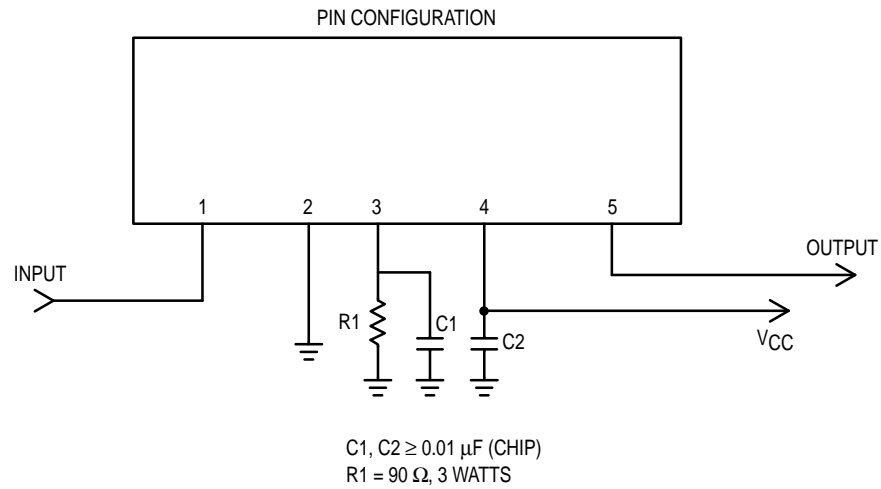 PIN CONFIGURATION
1 2 3 4 5
INPUT
OUTPUT
R1
C1
C2
VCC
C1, C2 ≥ 0.01 μF (CHIP)
R1 = 90 Ω, 3 WATTS